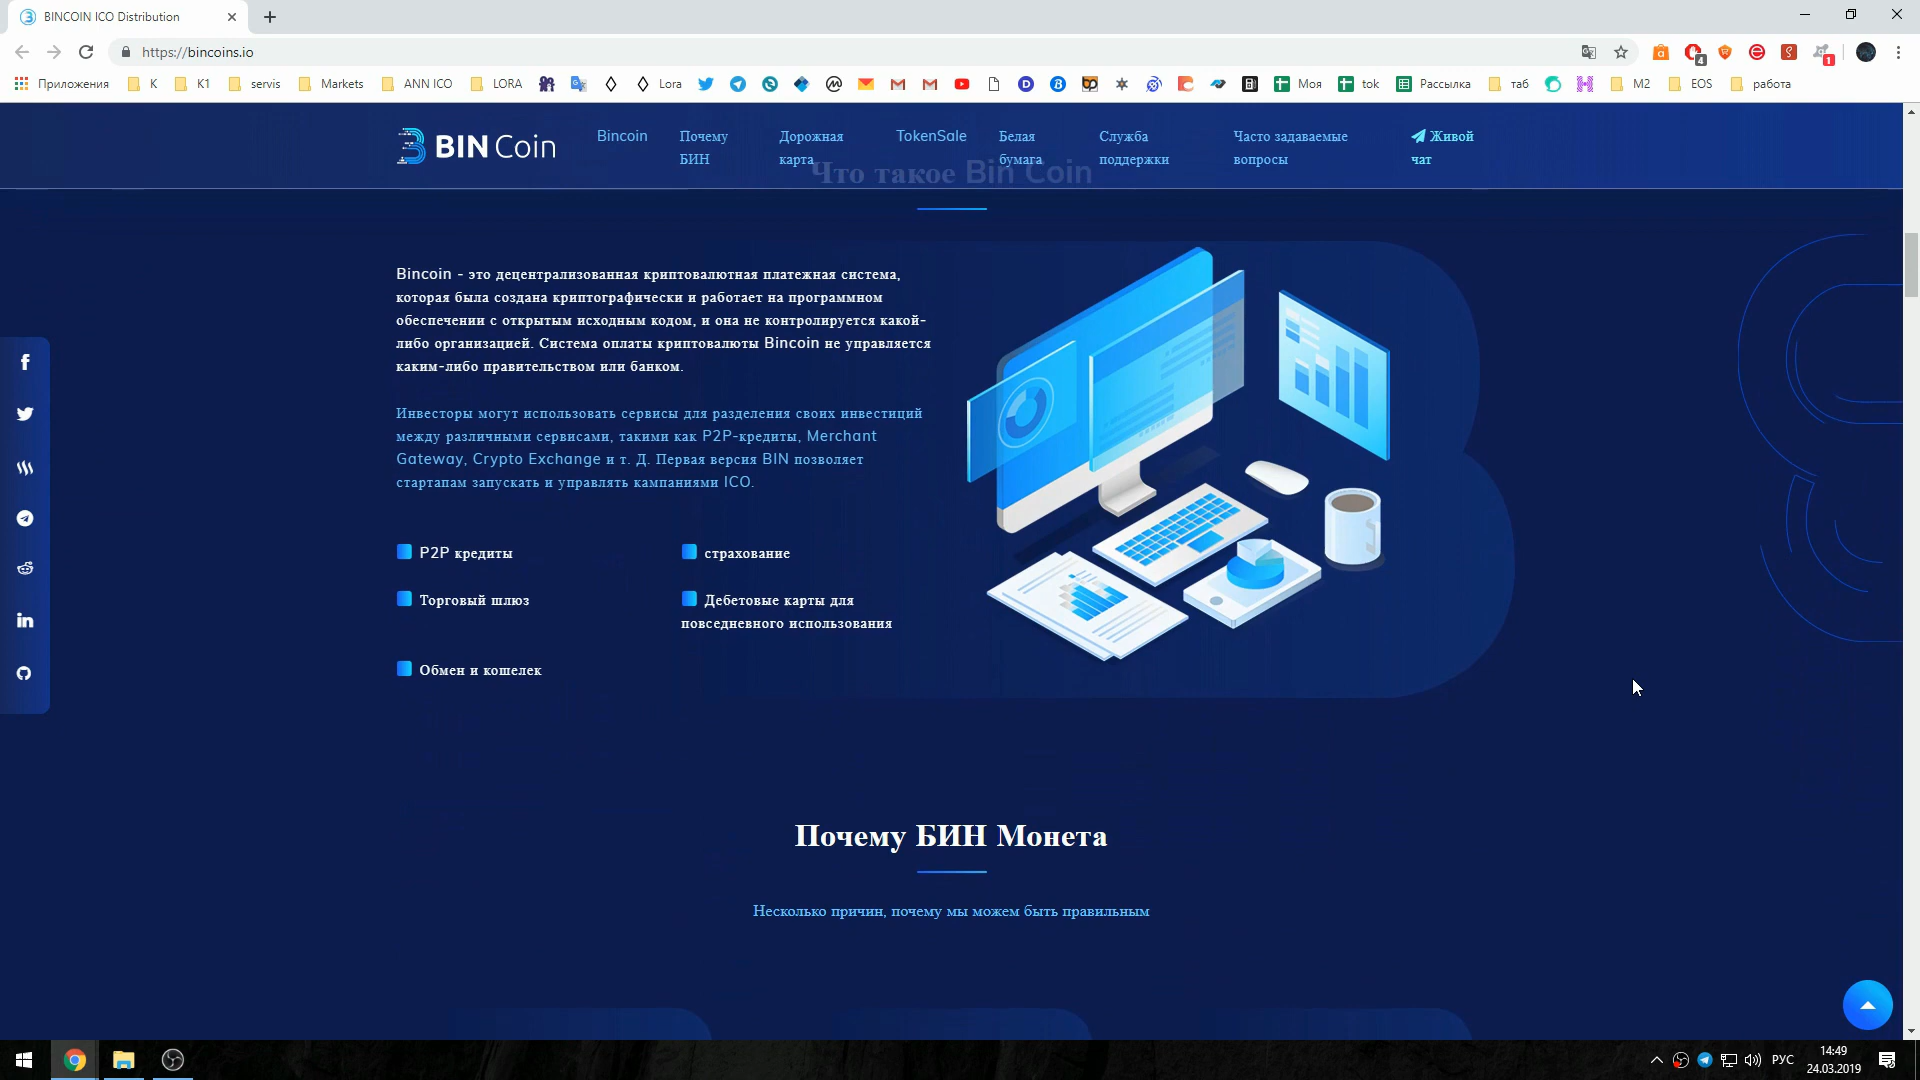 BINCOIN ICO Distribution
https://bincoins.io
Приложения K K1 servis Markets ANN ICO LORA Lora Моя tok Рассылка таб M2 EOS работа
4
1
BIN Coin
Bincoin
Почему
БИН
Дорожная
карта
TokenSale
Белая
бумага
Служба
поддержки
Часто задаваемые
вопросы
Живой
чат
Что такое Bin Coin
Bincoin - это децентрализованная криптовалютная платежная система,
которая была создана криптографически и работает на программном
обеспечении с открытым исходным кодом, и она не контролируется какой-
либо организацией. Система оплаты криптовалюты Bincoin не управляется
каким-либо правительством или банком.
Инвесторы могут использовать сервисы для разделения своих инвестиций
между различными сервисами, такими как P2P-кредиты, Merchant
Gateway, Crypto Exchange и т. Д. Первая версия BIN позволяет
стартапам запускать и управлять кампаниями ICO.
P2P кредиты
страхование
Торговый шлюз
Дебетовые карты для
повседневного использования
Обмен и кошелек
Почему БИН Монета
Несколько причин, почему мы можем быть правильным
РУС
14:49
24.03.2019